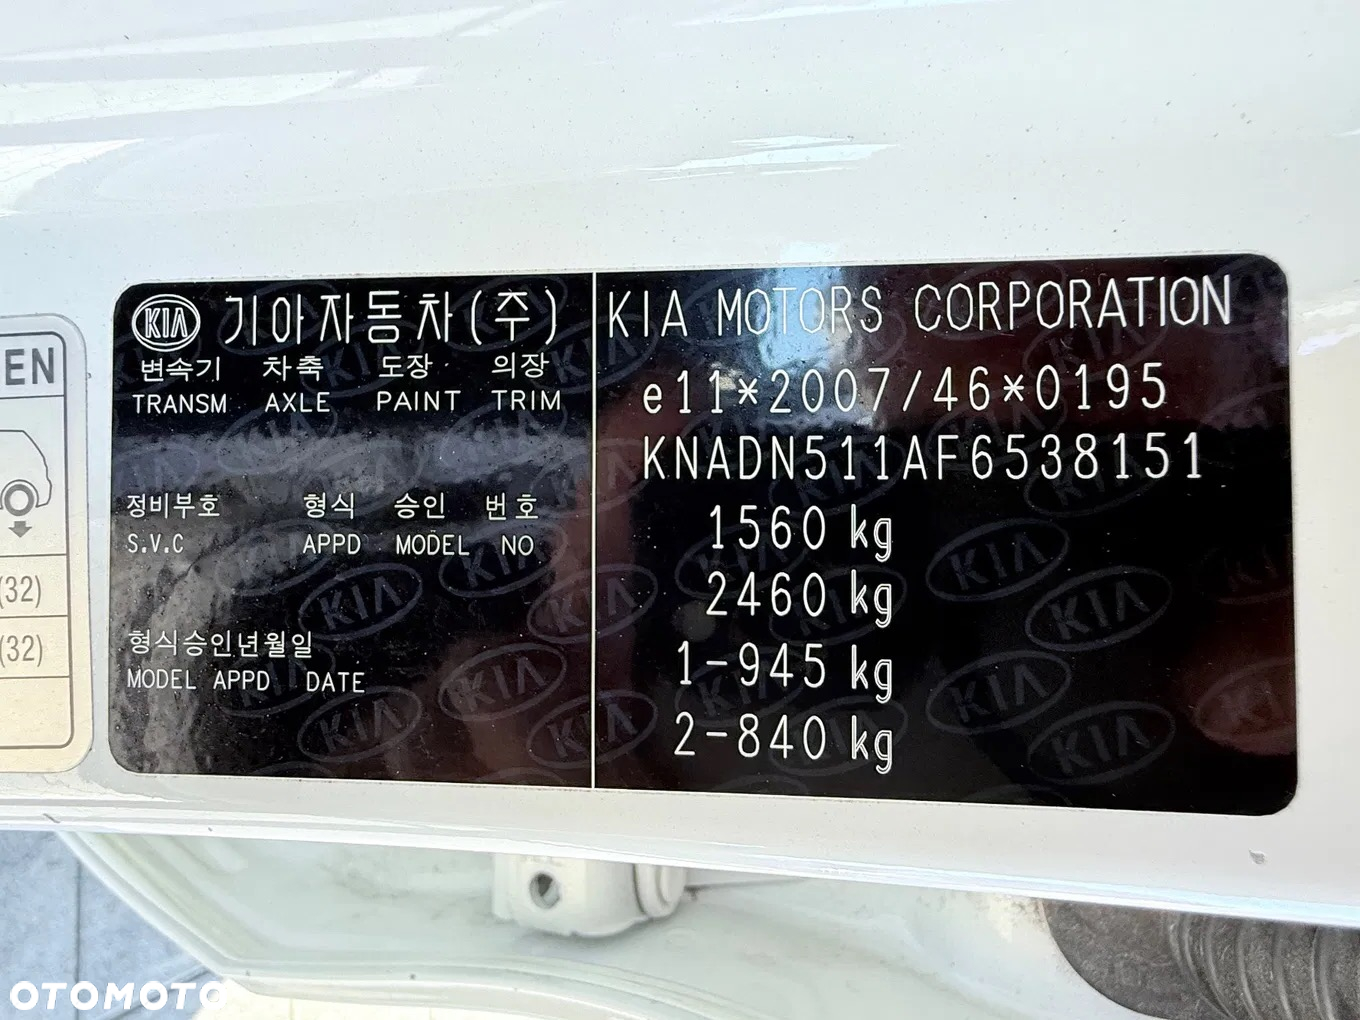 EN
(32)
(32)
KIA 기아자동차(주)
변속기 차축 도장 의장
TRANSM AXLE PAINT TRIM
정비부호 형식 승인 번호
S.V.C APPD MODEL NO
형식승인년월일
MODEL APPD DATE
KIA MOTORS CORPORATION
e11*2007/46*0195
KNADN511AF6538151
1560 kg
2460 kg
1-945 kg
2-840 kg
OTOMOTO